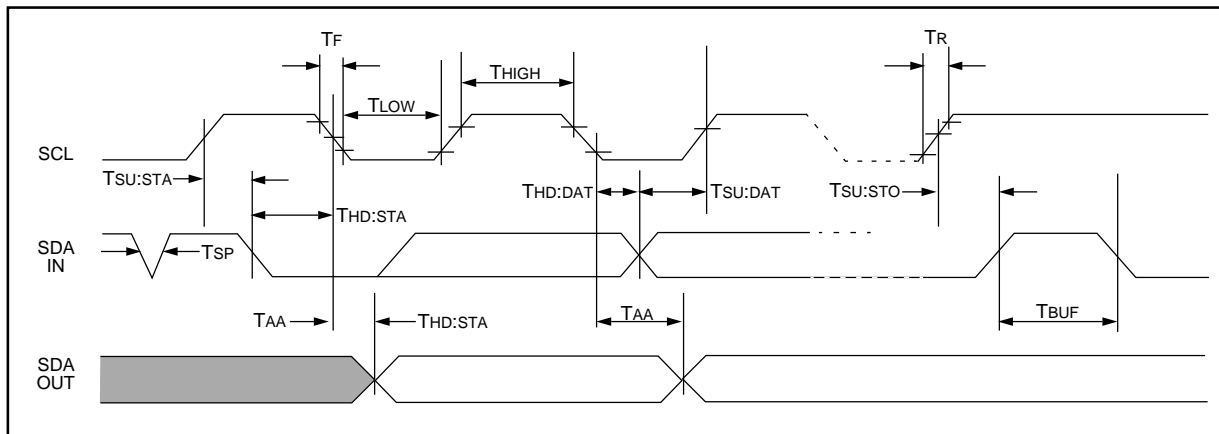 TF
TR
THIGH
TLOW
SCL
TSU:STA
THD:DAT
TSU:DAT
TSU:STO
THD:STA
SDA
IN
TSP
TAA
THD:STA
TAA
TBUF
SDA
OUT